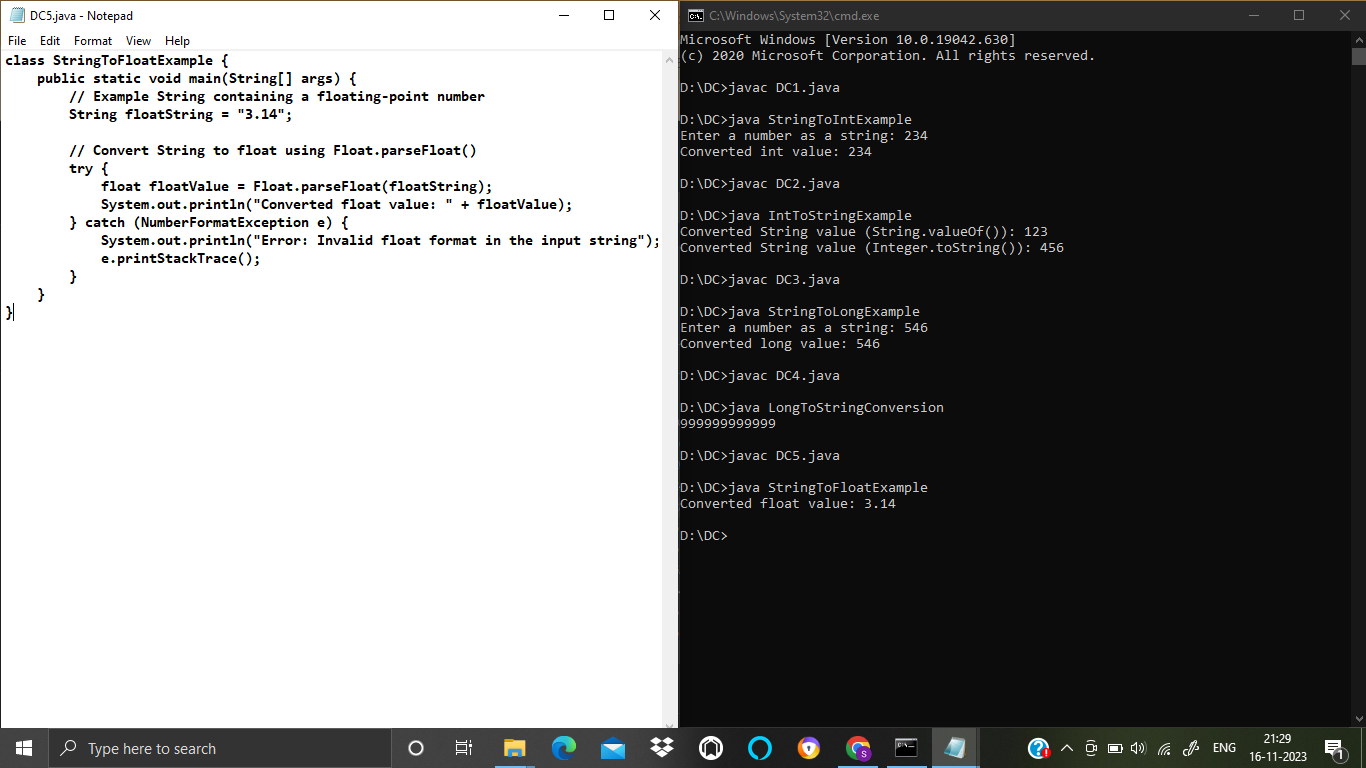 DC5.java - Notepad
File Edit Format View Help
class StringToFloatExample {
    public static void main(String[] args) {
        // Example String containing a floating-point number
        String floatString = "3.14";

        // Convert String to float using Float.parseFloat()
        try {
            float floatValue = Float.parseFloat(floatString);
            System.out.println("Converted float value: " + floatValue);
        } catch (NumberFormatException e) {
            System.out.println("Error: Invalid float format in the input string");
            e.printStackTrace();
        }
    }
}
C:\Windows\System32\cmd.exe
Microsoft Windows [Version 10.0.19042.630]
(c) 2020 Microsoft Corporation. All rights reserved.

D:\DC>javac DC1.java

D:\DC>java StringToIntExample
Enter a number as a string: 234
Converted int value: 234

D:\DC>javac DC2.java

D:\DC>java IntToStringExample
Converted String value (String.valueOf()): 123
Converted String value (Integer.toString()): 456

D:\DC>javac DC3.java

D:\DC>java StringToLongExample
Enter a number as a string: 546
Converted long value: 546

D:\DC>javac DC4.java

D:\DC>java LongToStringConversion
999999999999

D:\DC>javac DC5.java

D:\DC>java StringToFloatExample
Converted float value: 3.14

D:\DC>
Type here to search
ENG
21:29
16-11-2023
1